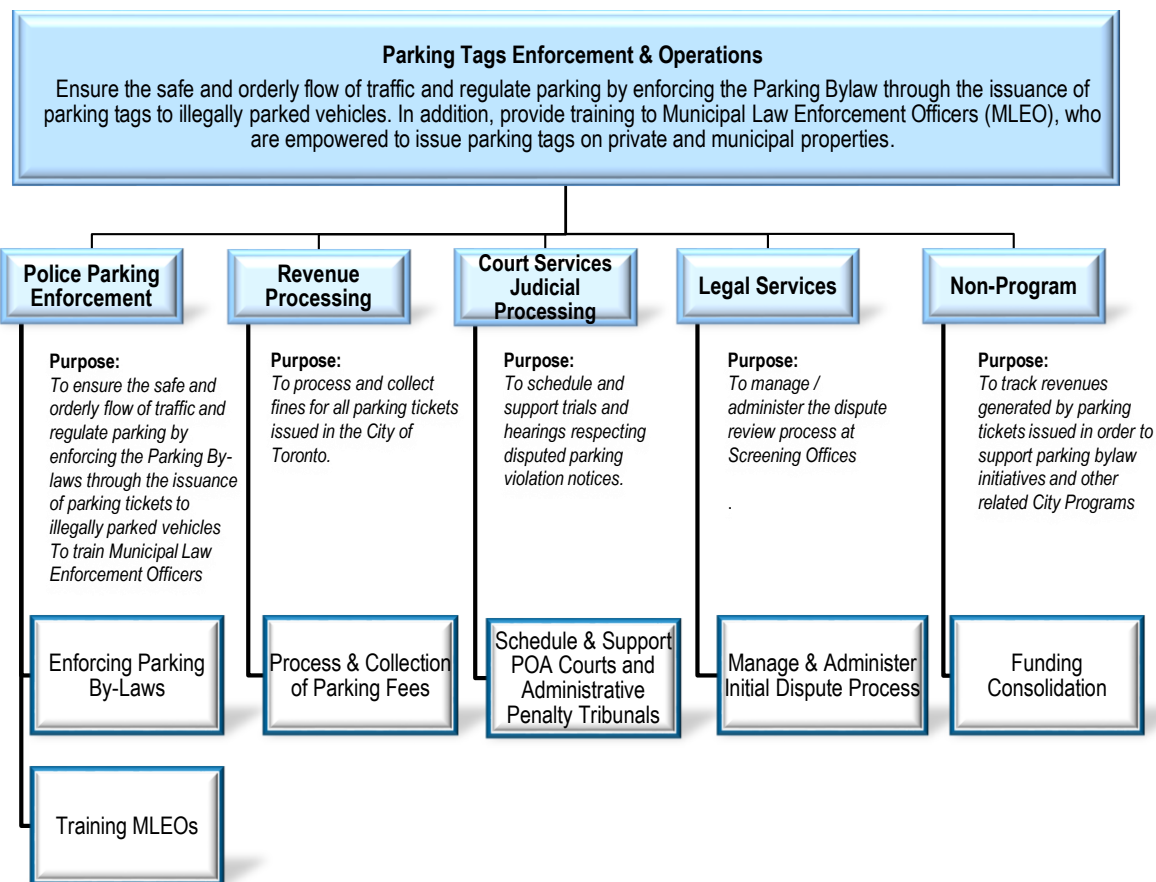 Parking Tags Enforcement & Operations
Ensure the safe and orderly flow of traffic and regulate parking by enforcing the Parking Bylaw through the issuance of
parking tags to illegally parked vehicles. In addition, provide training to Municipal Law Enforcement Officers (MLEO), who
are empowered to issue parking tags on private and municipal properties.
Police Parking
Enforcement
Revenue
Processing
Court Services
Judicial
Processing
Legal Services
Non-Program
Purpose:
To ensure the safe and
orderly flow of traffic and
regulate parking by
enforcing the Parking By-
laws through the issuance
of parking tickets to
illegally parked vehicles
To train Municipal Law
Enforcement Officers
Purpose:
To process and collect
fines for all parking tickets
issued in the City of
Toronto.
Purpose:
To schedule and
support trials and
hearings respecting
disputed parking
violation notices.
Purpose:
To manage /
administer the dispute
review process at
Screening Offices
.
Purpose:
To track revenues
generated by parking
tickets issued in order to
support parking bylaw
initiatives and other
related City Programs
Enforcing Parking
By-Laws
Process & Collection
of Parking Fees
Schedule & Support
POA Courts and
Administrative
Penalty Tribunals
Manage & Administer
Initial Dispute Process
Funding
Consolidation
Training MLEOs